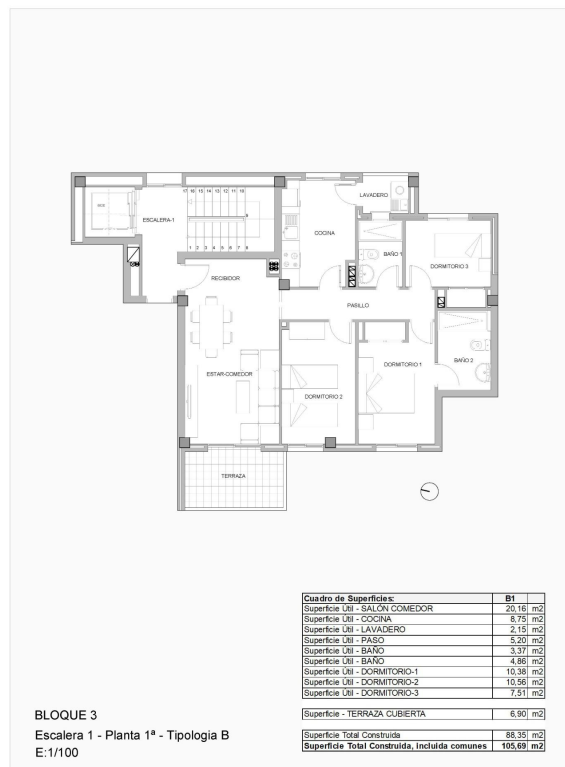 17 16 15 14 13 12 11 10
9
ESCALERA-1
1 2 3 4 5 6 7 8
LAVADERO
COCINA
BAÑO 1
DORMITORIO 3
RECIBIDOR
PASILLO
ESTAR-COMEDOR
DORMITORIO 2
DORMITORIO 1
BAÑO 2
TERRAZA
Cuadro de Superficies: B1
Superficie Útil - SALÓN COMEDOR 20,16 m2
Superficie Útil - COCINA 8,75 m2
Superficie Útil - LAVADERO 2,15 m2
Superficie Útil - PASO 5,20 m2
Superficie Útil - BAÑO 3,37 m2
Superficie Útil - BAÑO 4,86 m2
Superficie Útil - DORMITORIO-1 10,38 m2
Superficie Útil - DORMITORIO-2 10,56 m2
Superficie Útil - DORMITORIO-3 7,51 m2
Superficie - TERRAZA CUBIERTA 6,90 m2
Superficie Total Construida 88,35 m2
Superficie Total Construida, incluida comunes 105,69 m2
BLOQUE 3
Escalera 1 - Planta 1ª - Tipologia B
E:1/100